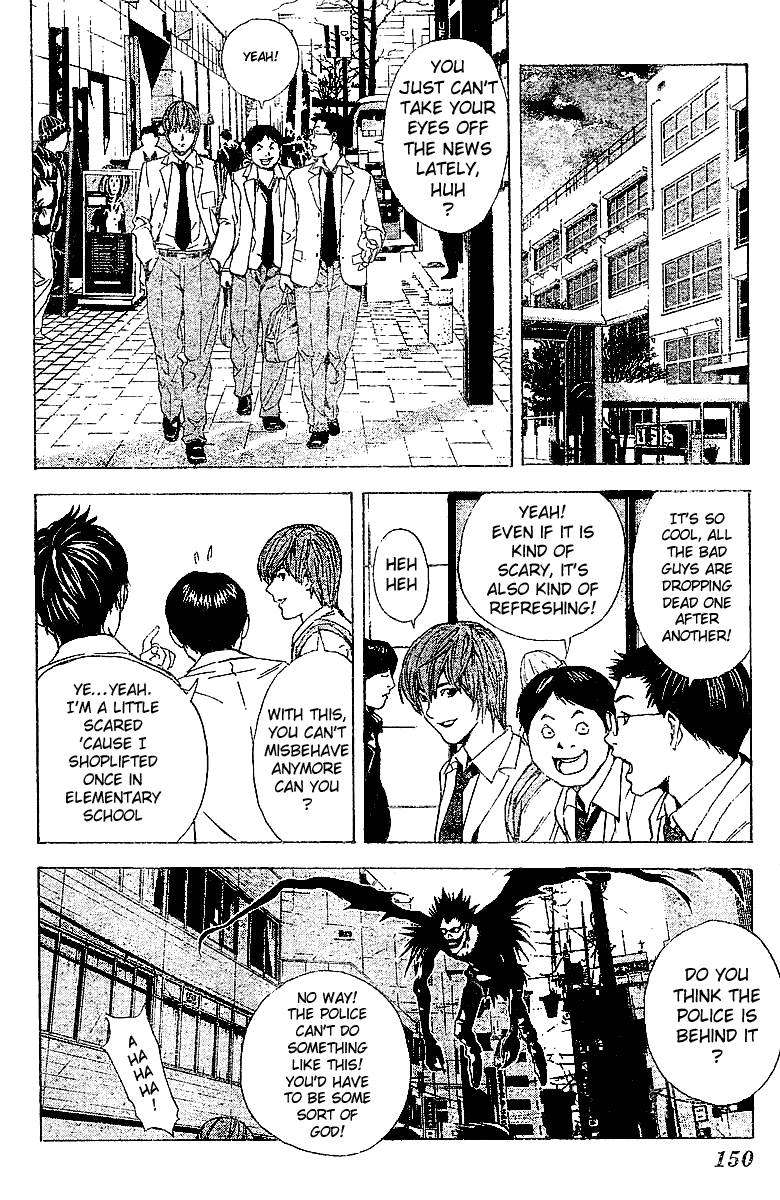 YOU
JUST CAN'T
TAKE YOUR
EYES OFF
THE NEWS
LATELY,
HUH
?
YEAH!
IT'S SO
COOL, ALL
THE BAD
GUYS ARE
DROPPING
DEAD ONE
AFTER
ANOTHER!
YEAH!
EVEN IF IT IS
KIND OF
SCARY, IT'S
ALSO KIND OF
REFRESHING!
HEH
HEH
WITH THIS,
YOU CAN'T
MISBEHAVE
ANYMORE
CAN YOU
?
YE...YEAH.
I'M A LITTLE
SCARED
'CAUSE I
SHOPLIFTED
ONCE IN
ELEMENTARY
SCHOOL
DO YOU
THINK THE
POLICE IS
BEHIND IT
?
NO WAY!
THE POLICE
CAN'T DO
SOMETHING
LIKE THIS!
YOU'D HAVE
TO BE SOME
SORT OF
GOD!
A
HA
HA
HA!
150